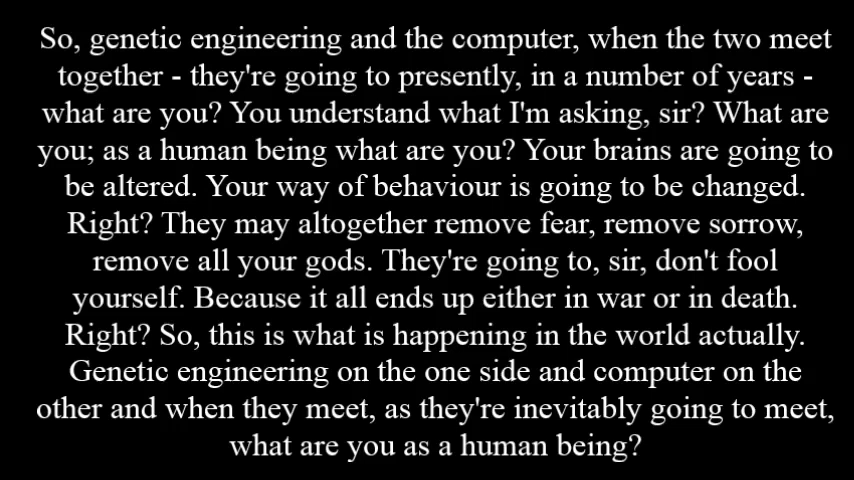 So, genetic engineering and the computer, when the two meet
together - they're going to presently, in a number of years -
what are you? You understand what I'm asking, sir? What are
you; as a human being what are you? Your brains are going to
be altered. Your way of behaviour is going to be changed.
Right? They may altogether remove fear, remove sorrow,
remove all your gods. They're going to, sir, don't fool
yourself. Because it all ends up either in war or in death.
Right? So, this is what is happening in the world actually.
Genetic engineering on the one side and computer on the
other and when they meet, as they're inevitably going to meet,
what are you as a human being?